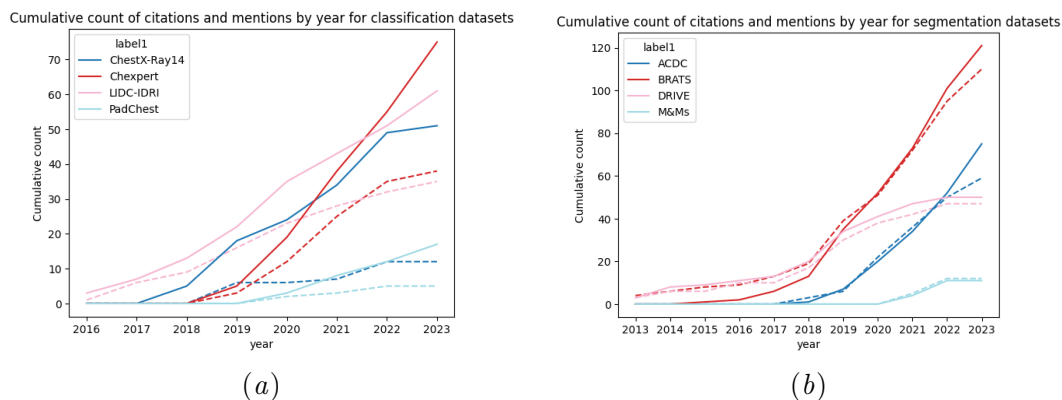 Cumulative count of citations and mentions by year for classification datasets
label1
ChestX-Ray14
Chexpert
LIDC-IDRI
PadChest
Cumulative count
70
60
50
40
30
20
10
0
2016 2017 2018 2019 2020 2021 2022 2023
year
(a)
Cumulative count of citations and mentions by year for segmentation datasets
label1
ACDC
BRATS
DRIVE
M&Ms
Cumulative count
120
100
80
60
40
20
0
2013 2014 2015 2016 2017 2018 2019 2020 2021 2022 2023
year
(b)